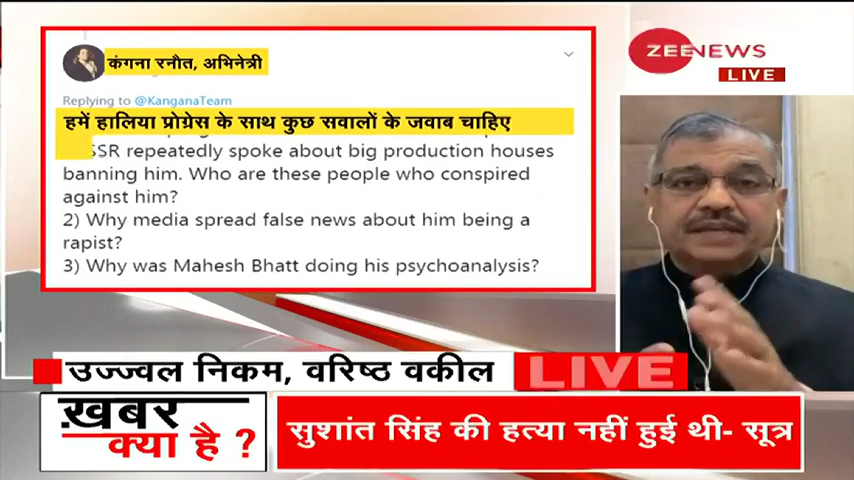 कंगना रनौत, अभिनेत्री
Replying to @KanganaTeam
हमें हालिया प्रोग्रेस के साथ कुछ सवालों के जवाब चाहिए
SSR repeatedly spoke about big production houses
banning him. Who are these people who conspired
against him?
2) Why media spread false news about him being a
rapist?
3) Why was Mahesh Bhatt doing his psychoanalysis?
ZEE NEWS
LIVE
उज्ज्वल निकम, वरिष्ठ वकील
LIVE
ख़बर
क्या है ?
सुशांत सिंह की हत्या नहीं हुई थी- सूत्र